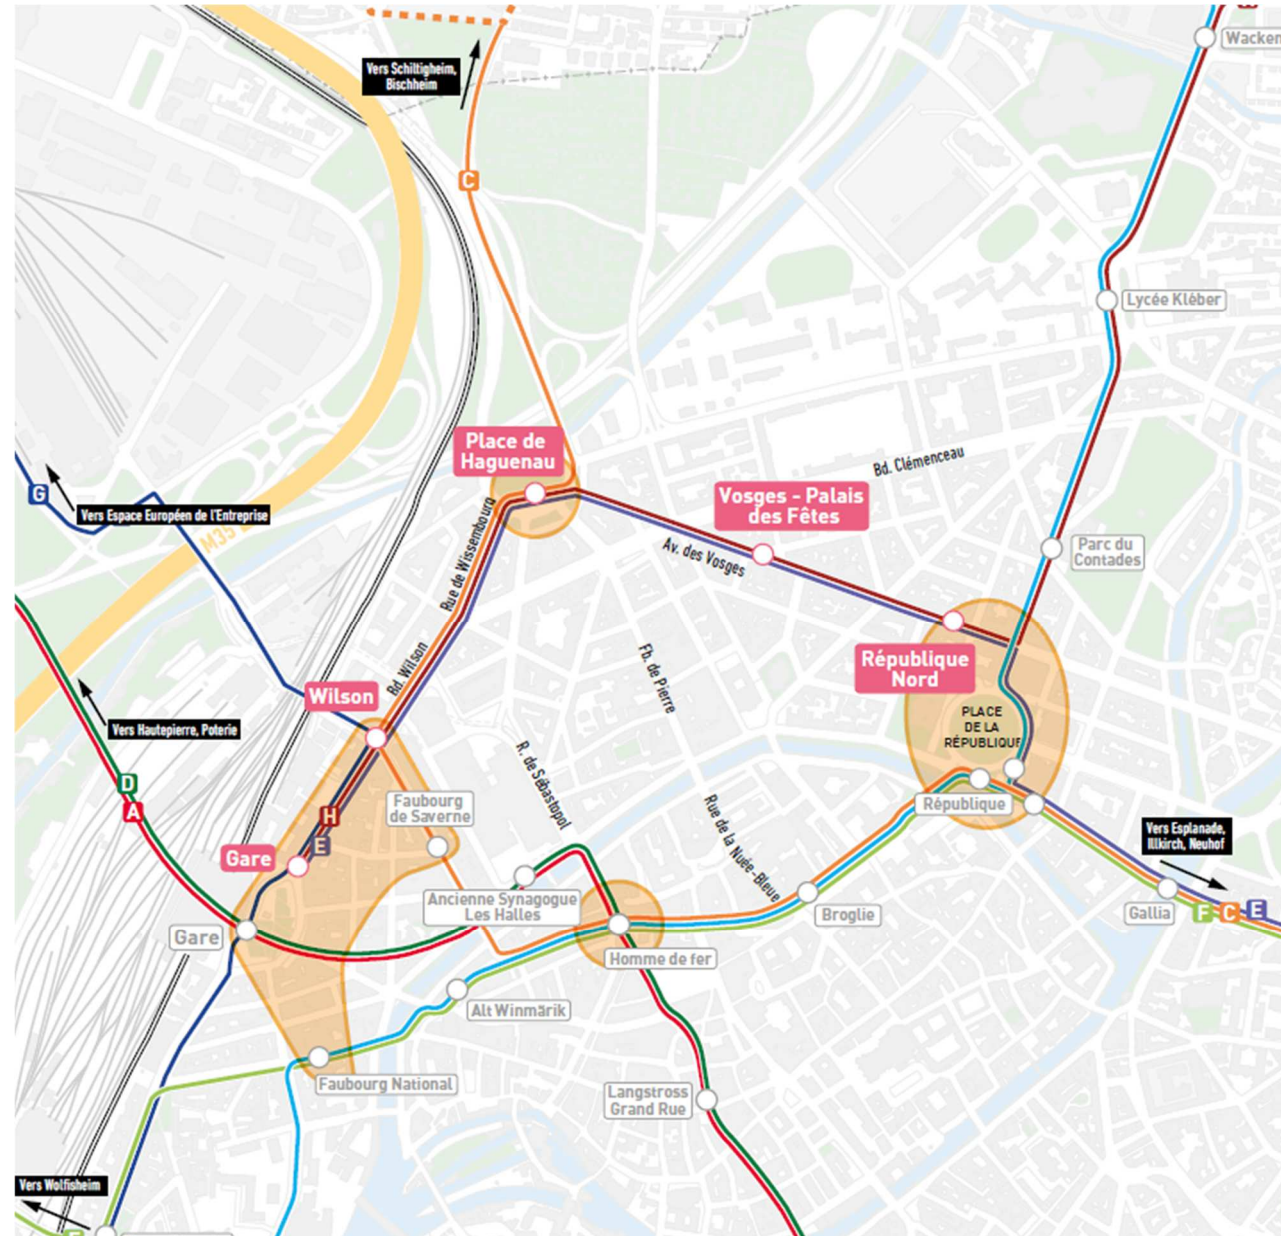 Wacken
Vers Schiltigheim,
Bischheim
C
Lycée Kléber
Place de
Haguenau
Bd. Clémenceau
G
Vers Espace Européen de l'Entreprise
M35
Vosges - Palais
des Fêtes
Rue de Wissembourg
Av. des Vosges
Parc du
Contades
Bd. Wilson
Fb. de Pierre
République
Nord
Wilson
PLACE
DE LA
RÉPUBLIQUE
Vers Hautepierre, Poterie
D
A
R. de Sébastopol
Faubourg
de Saverne
H
E
République
Rue de la Nuée-Bleue
Vers Esplanade,
Illkirch, Neuhof
Gare
Ancienne Synagogue
Les Halles
Broglie
Gallia
F C E
Gare
Homme de fer
Alt Winmärik
Faubourg National
Langstross
Grand Rue
Vers Wolfisheim
F